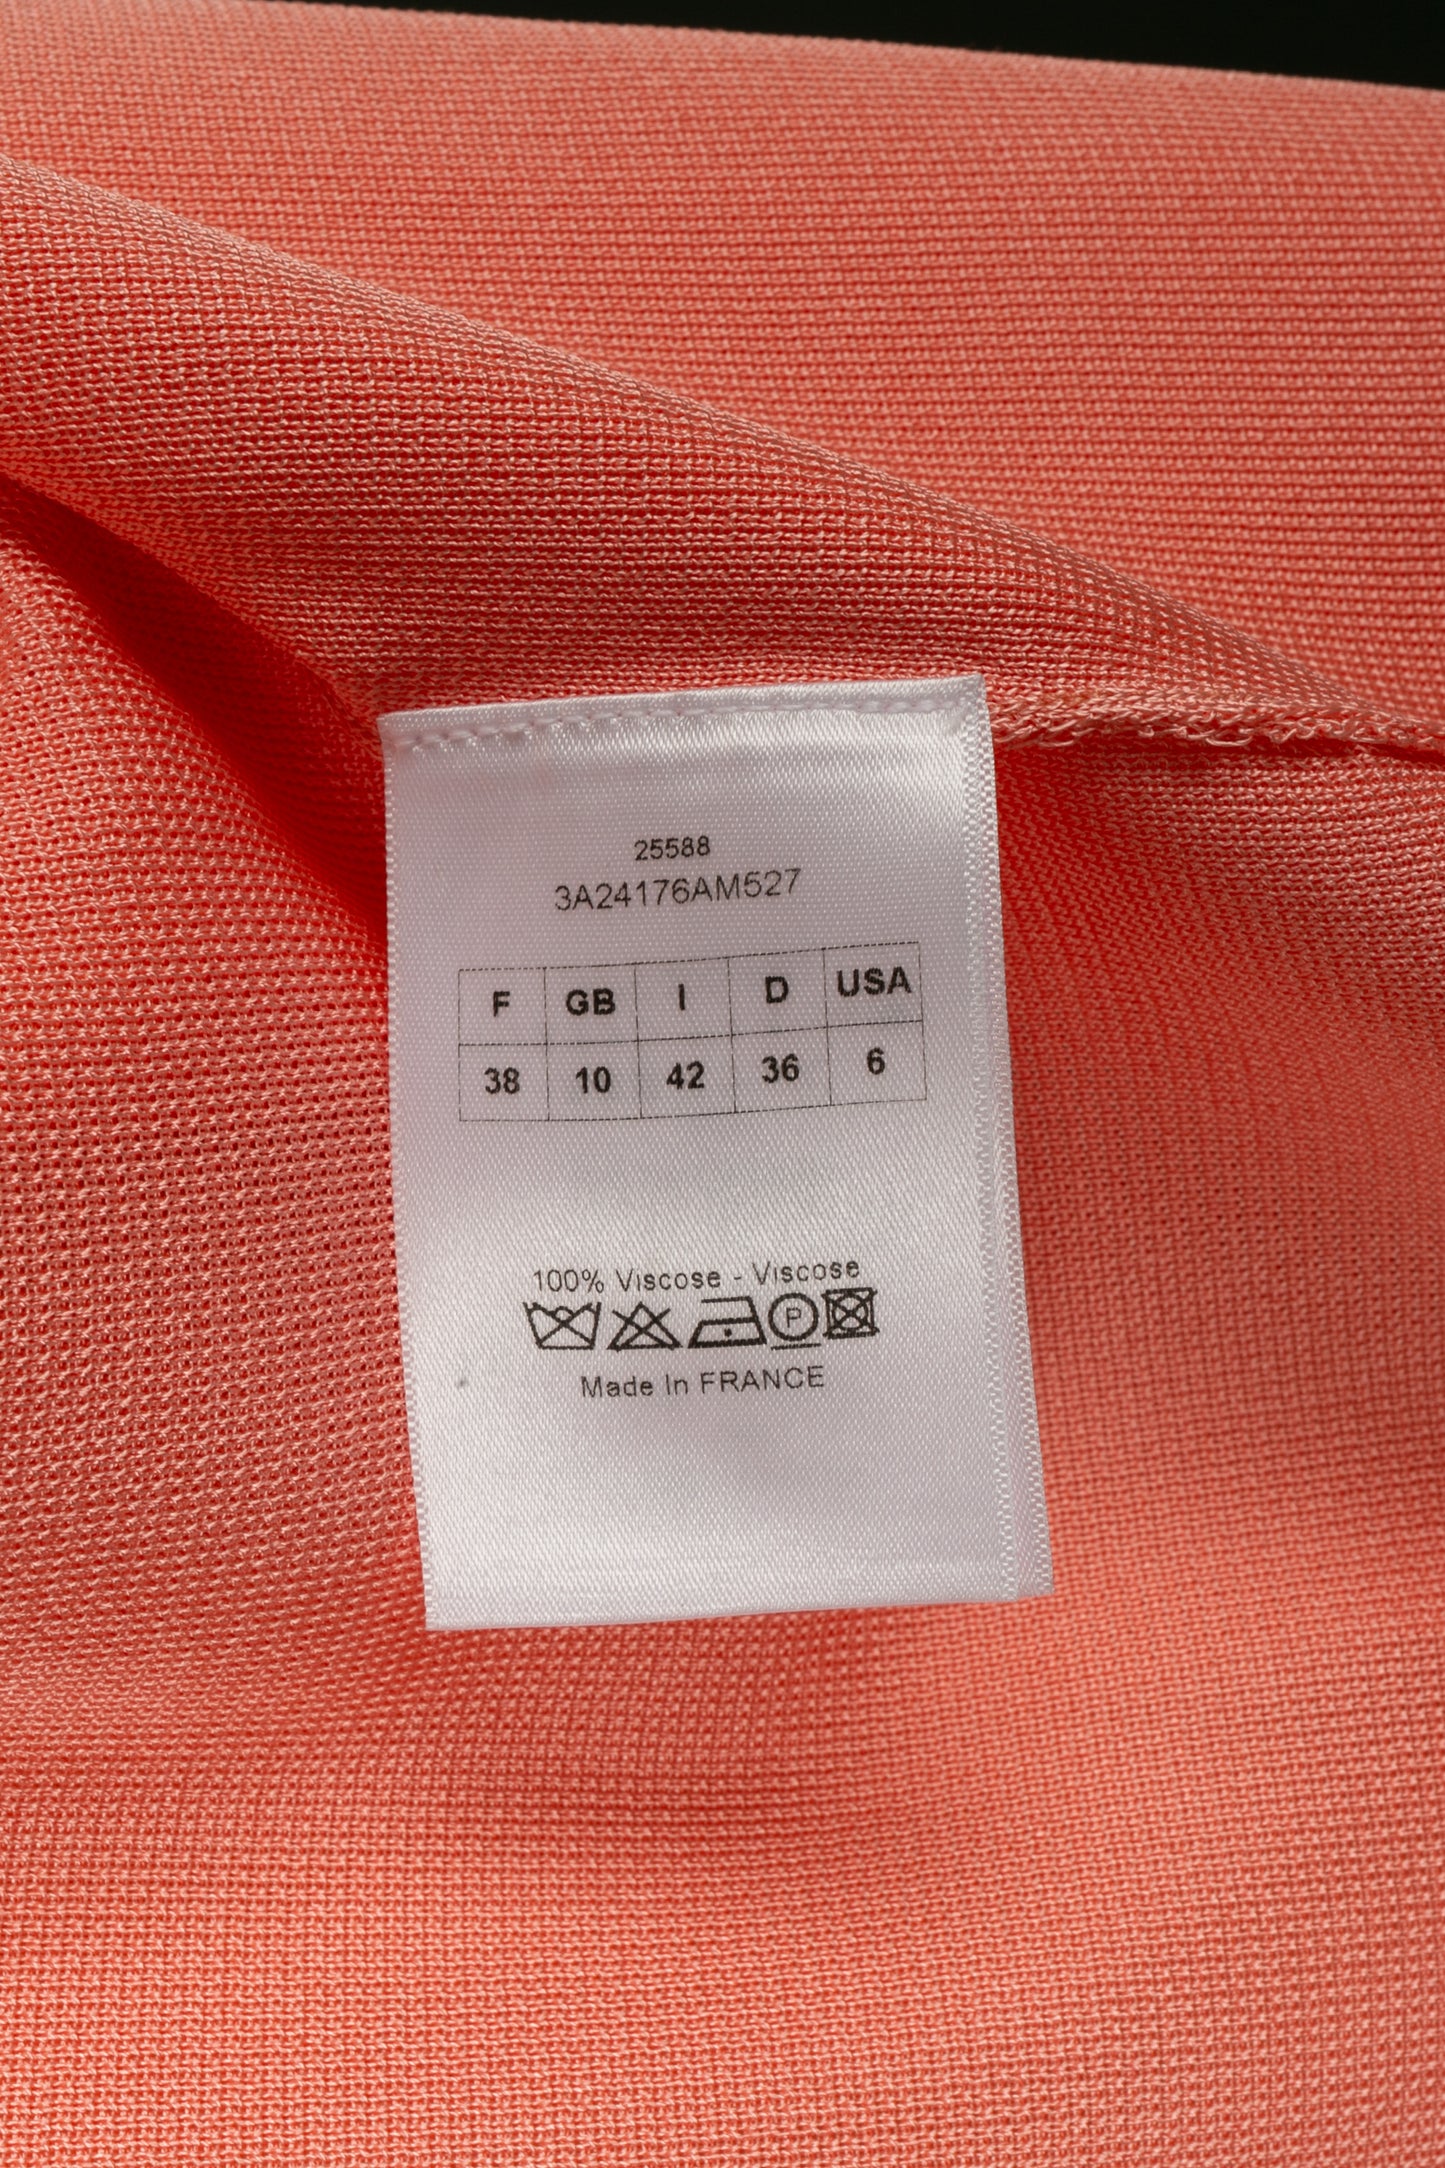 25588
3A24176AM527
F GB I D USA
38 10 42 36 6
100% Viscose - Viscose
P
Made In FRANCE